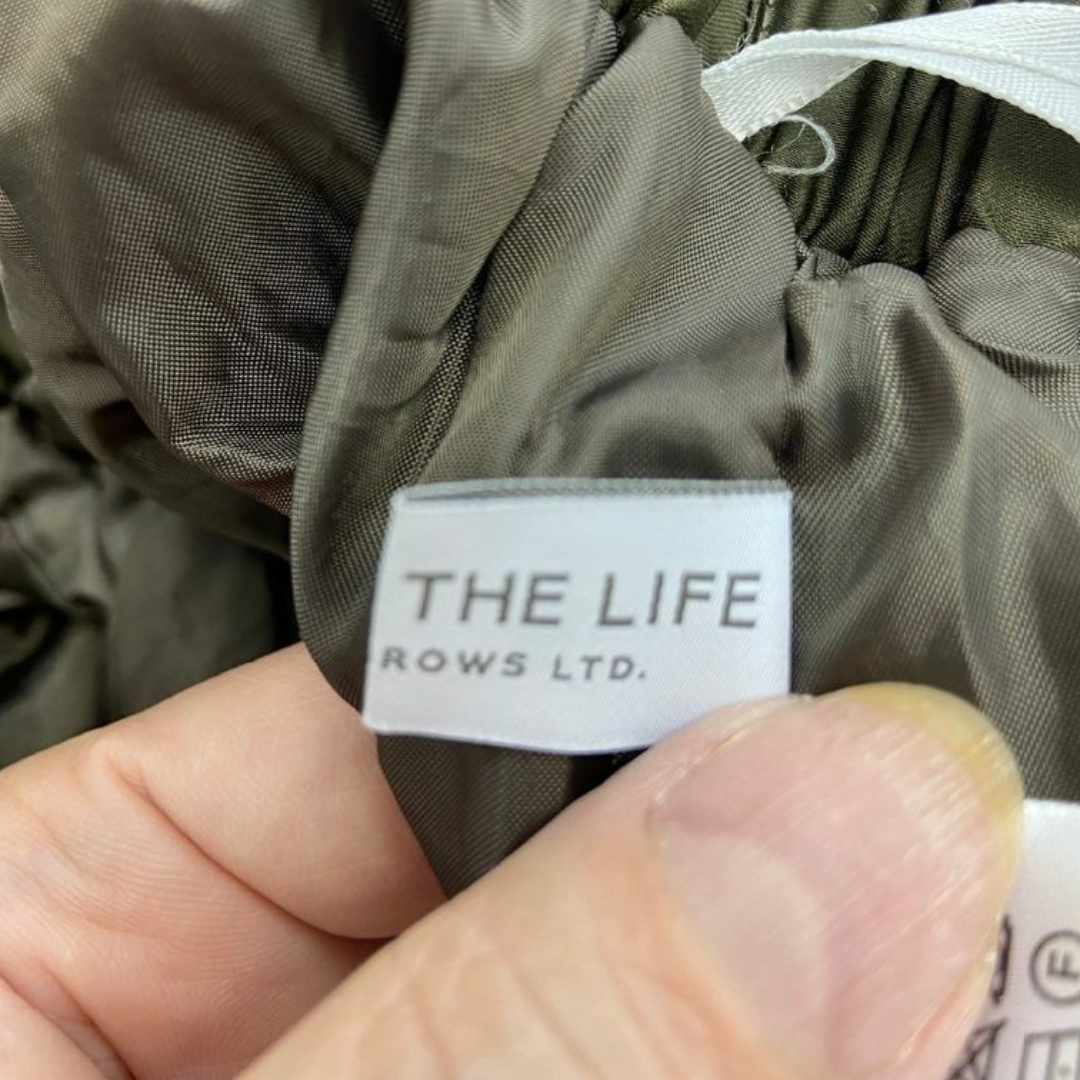 THE LIFE
ROWS LTD.
F